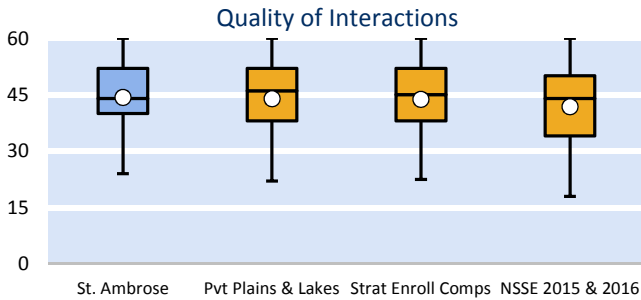 Quality of Interactions
60
45
30
15
0
St. Ambrose Pvt Plains & Lakes Strat Enroll Comps NSSE 2015 & 2016